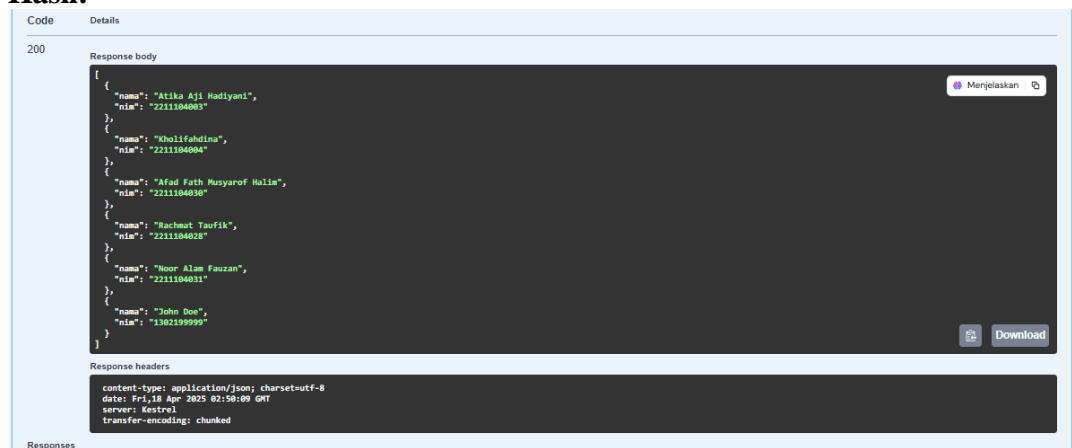 Hasil:
Code Details
200
Response body
[
{
"nama": "Atika Aji Hadiyani",
"nim": "2211104003"
},
{
"nama": "Kholifahdina",
"nim": "2211104004"
},
{
"nama": "Afad Fath Musyarof Halim",
"nim": "2211104030"
},
{
"nama": "Rachmat Taufik",
"nim": "2211104028"
},
{
"nama": "Noor Alam Fauzan",
"nim": "2211104031"
},
{
"nama": "John Doe",
"nim": "1302199999"
}
]
Menjelaskan
Download
Response headers
content-type: application/json; charset=utf-8
date: Fri,18 Apr 2025 02:50:09 GMT
server: Kestrel
transfer-encoding: chunked
Responses